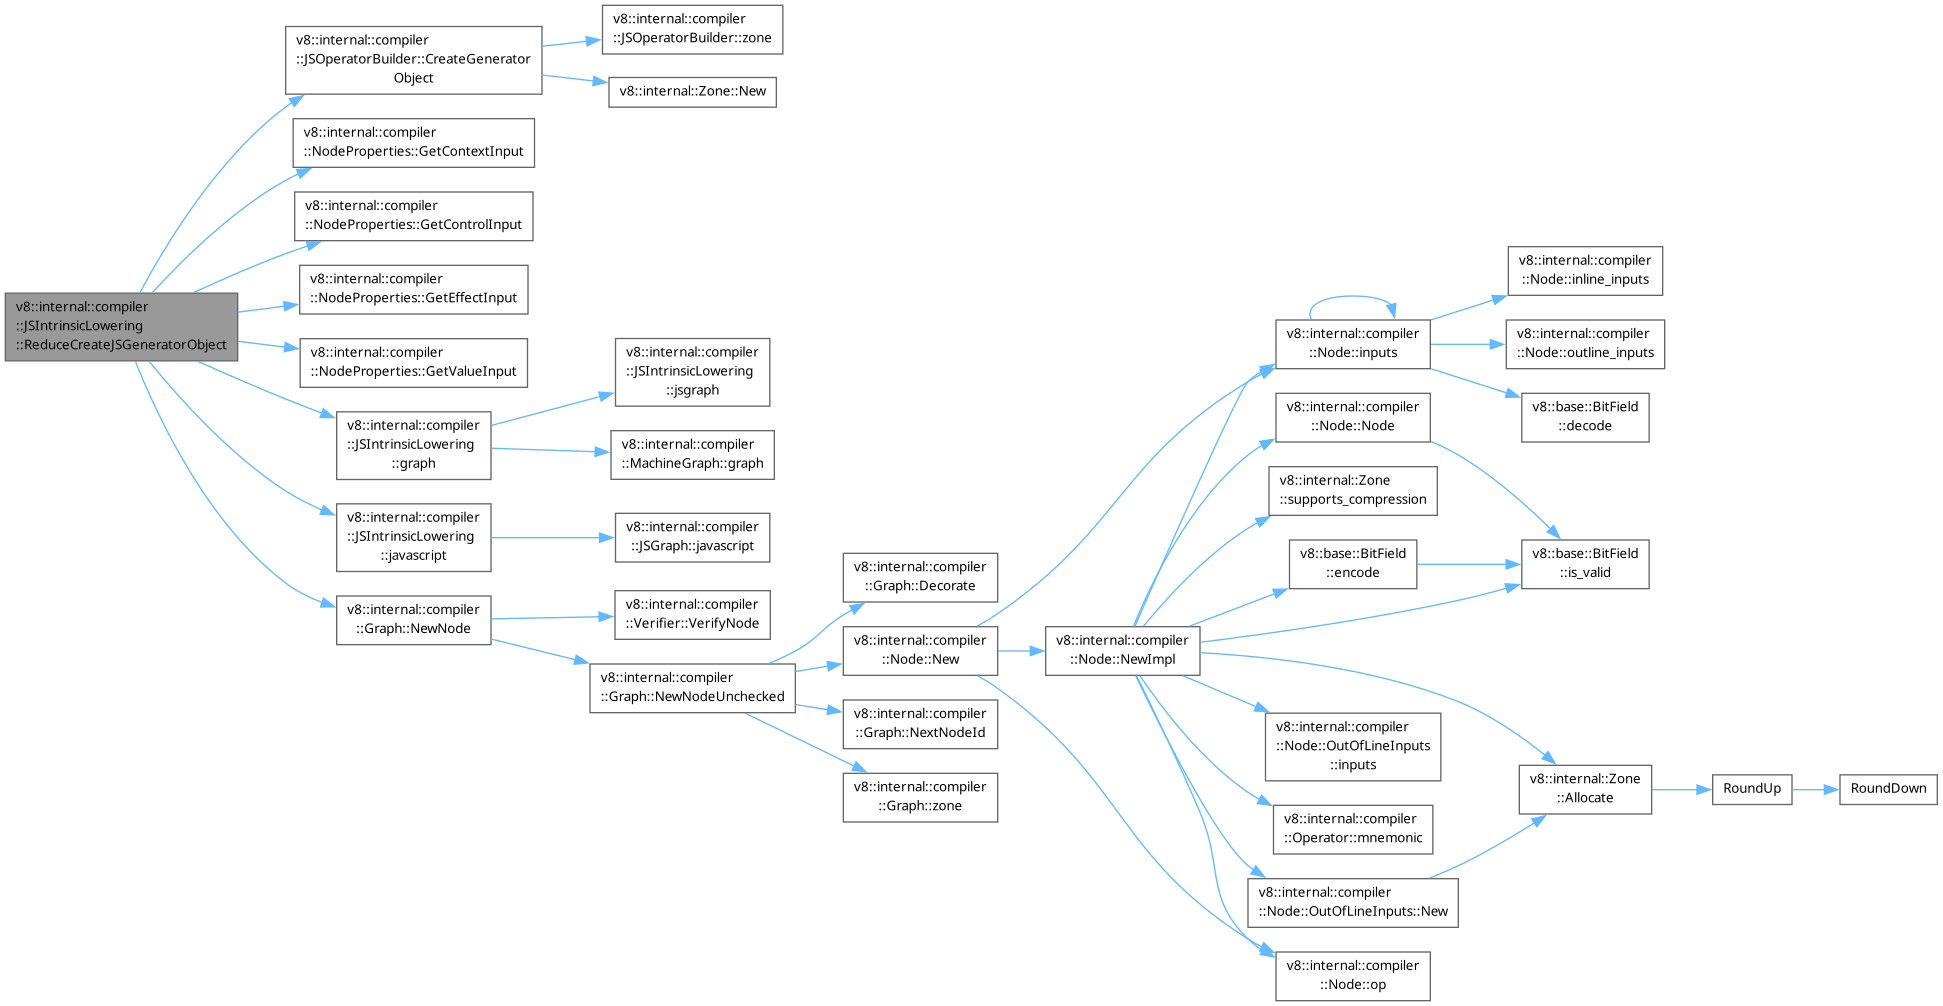 v8::internal::compiler
::JSIntrinsicLowering
::ReduceCreateJSGeneratorObject
v8::internal::compiler
::JSOperatorBuilder::CreateGenerator
Object
v8::internal::compiler
::NodeProperties::GetContextInput
v8::internal::compiler
::NodeProperties::GetControlInput
v8::internal::compiler
::NodeProperties::GetEffectInput
v8::internal::compiler
::NodeProperties::GetValueInput
v8::internal::compiler
::JSIntrinsicLowering
::graph
v8::internal::compiler
::JSIntrinsicLowering
::javascript
v8::internal::compiler
::Graph::NewNode
v8::internal::compiler
::JSOperatorBuilder::zone
v8::internal::Zone::New
v8::internal::compiler
::JSIntrinsicLowering
::jsgraph
v8::internal::compiler
::MachineGraph::graph
v8::internal::compiler
::JSGraph::javascript
v8::internal::compiler
::Verifier::VerifyNode
v8::internal::compiler
::Graph::NewNodeUnchecked
v8::internal::compiler
::Graph::Decorate
v8::internal::compiler
::Node::New
v8::internal::compiler
::Graph::NextNodeId
v8::internal::compiler
::Graph::zone
v8::internal::compiler
::Node::NewImpl
v8::internal::compiler
::Node::inputs
v8::internal::compiler
::Node::Node
v8::internal::Zone
::supports_compression
v8::base::BitField
::encode
v8::internal::compiler
::Node::OutOfLineInputs
::inputs
v8::internal::compiler
::Operator::mnemonic
v8::internal::compiler
::Node::OutOfLineInputs::New
v8::internal::compiler
::Node::op
v8::internal::compiler
::Node::inline_inputs
v8::internal::compiler
::Node::outline_inputs
v8::base::BitField
::decode
v8::base::BitField
::is_valid
v8::internal::Zone
::Allocate
RoundUp
RoundDown